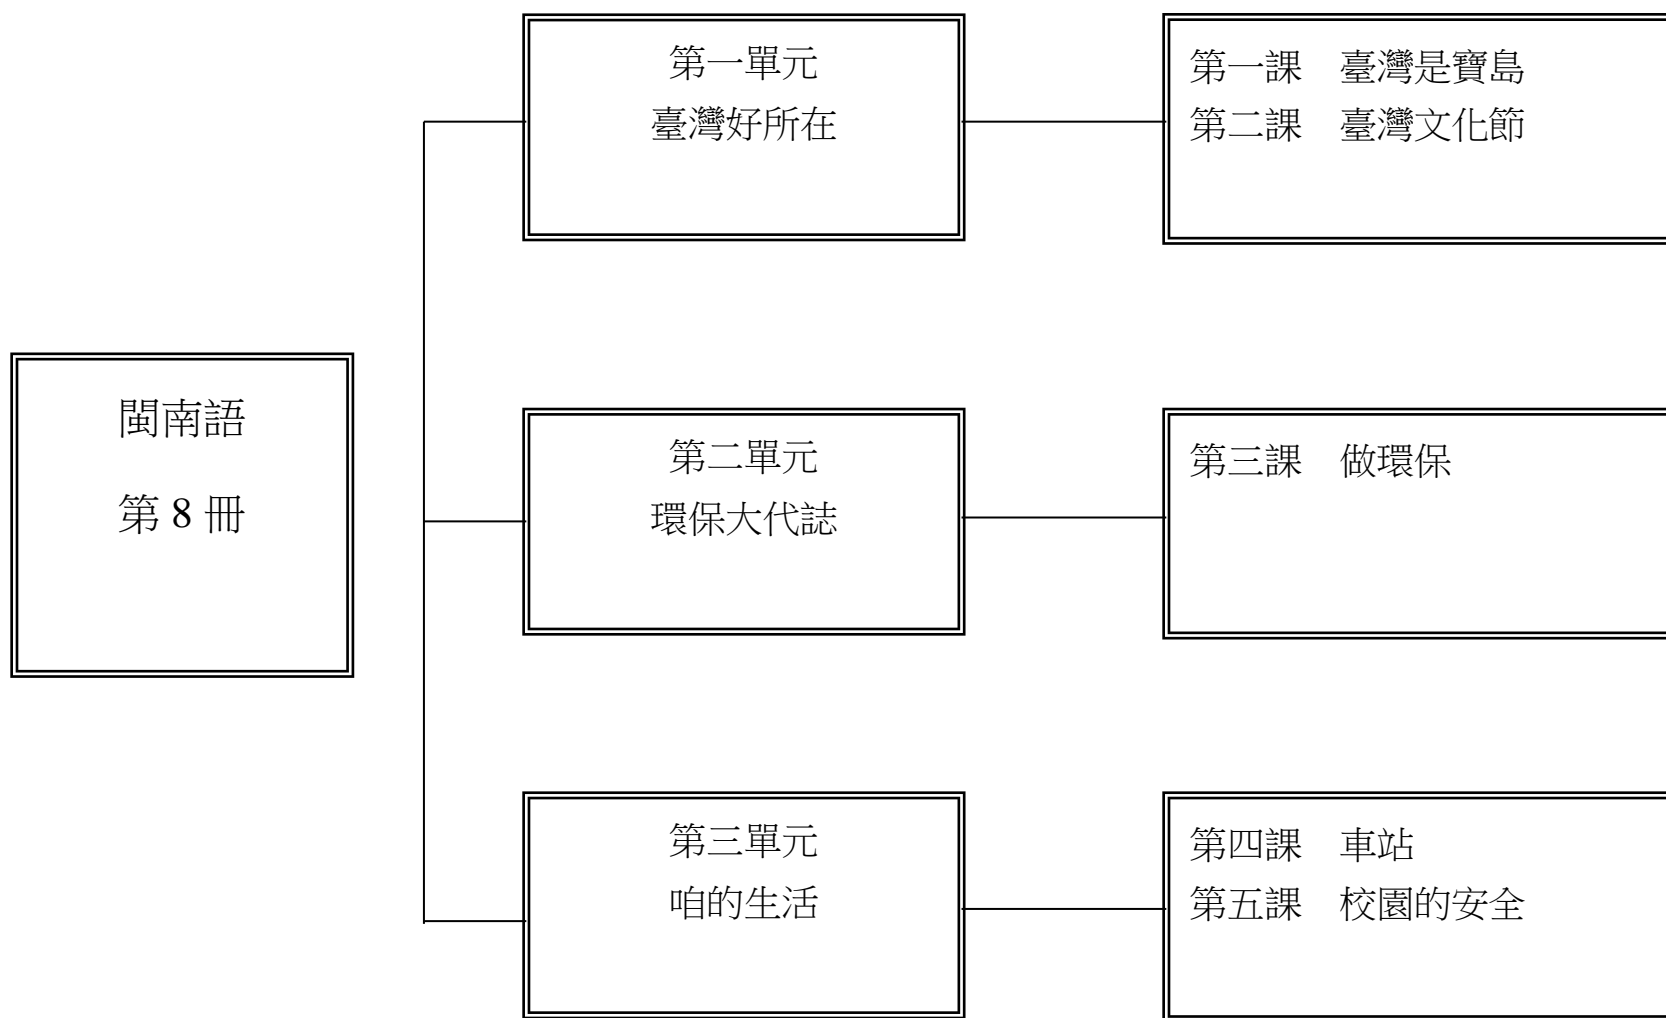 閩南語
第 8 冊
第一單元
臺灣好所在
第一課　臺灣是寶島
第二課　臺灣文化節
第二單元
環保大代誌
第三課　做環保
第三單元
咱的生活
第四課　車站
第五課　校園的安全